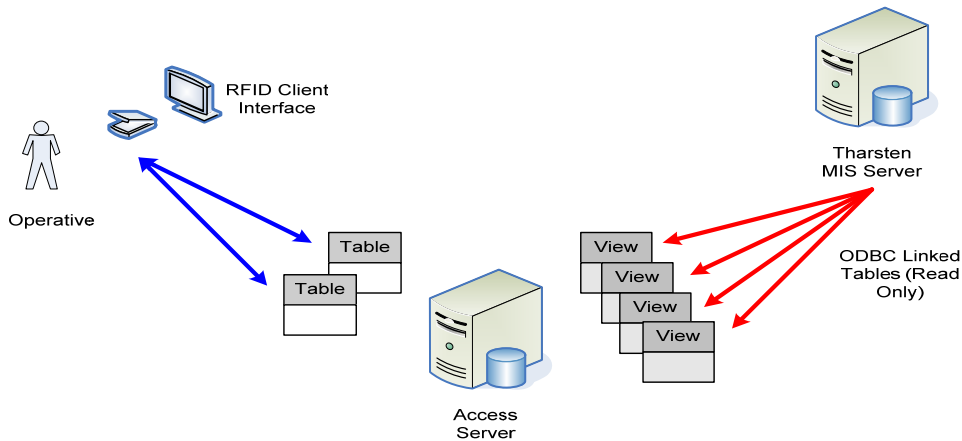 RFID Client
Interface
Operative
Table
Table
Access
Server
View
View
View
View
Tharsten
MIS Server
ODBC Linked
Tables (Read
Only)